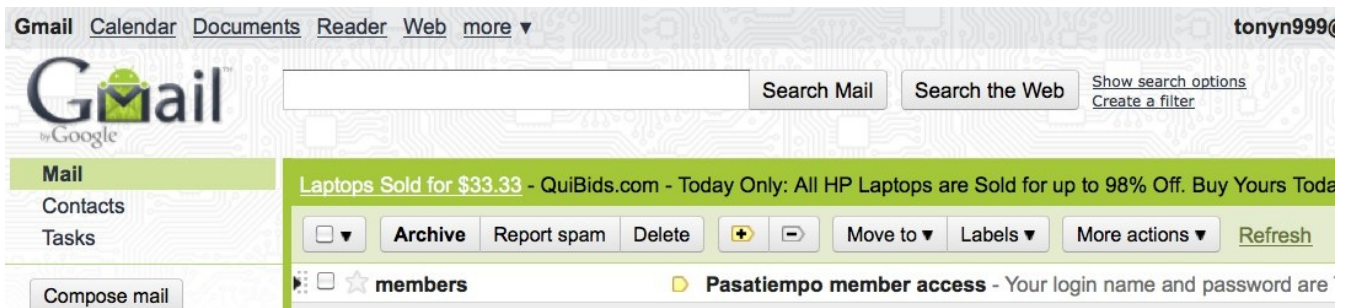 Gmail Calendar Documents Reader Web more ▼ tonyn999@
Gmail™
by Google
Search Mail Search the Web Show search options
Create a filter
Mail
Contacts
Tasks
Compose mail
Laptops Sold for $33.33 - QuiBids.com - Today Only: All HP Laptops are Sold for up to 98% Off. Buy Yours Toda
Archive Report spam Delete Move to ▼ Labels ▼ More actions ▼ Refresh
members Pasatiempo member access - Your login name and password are